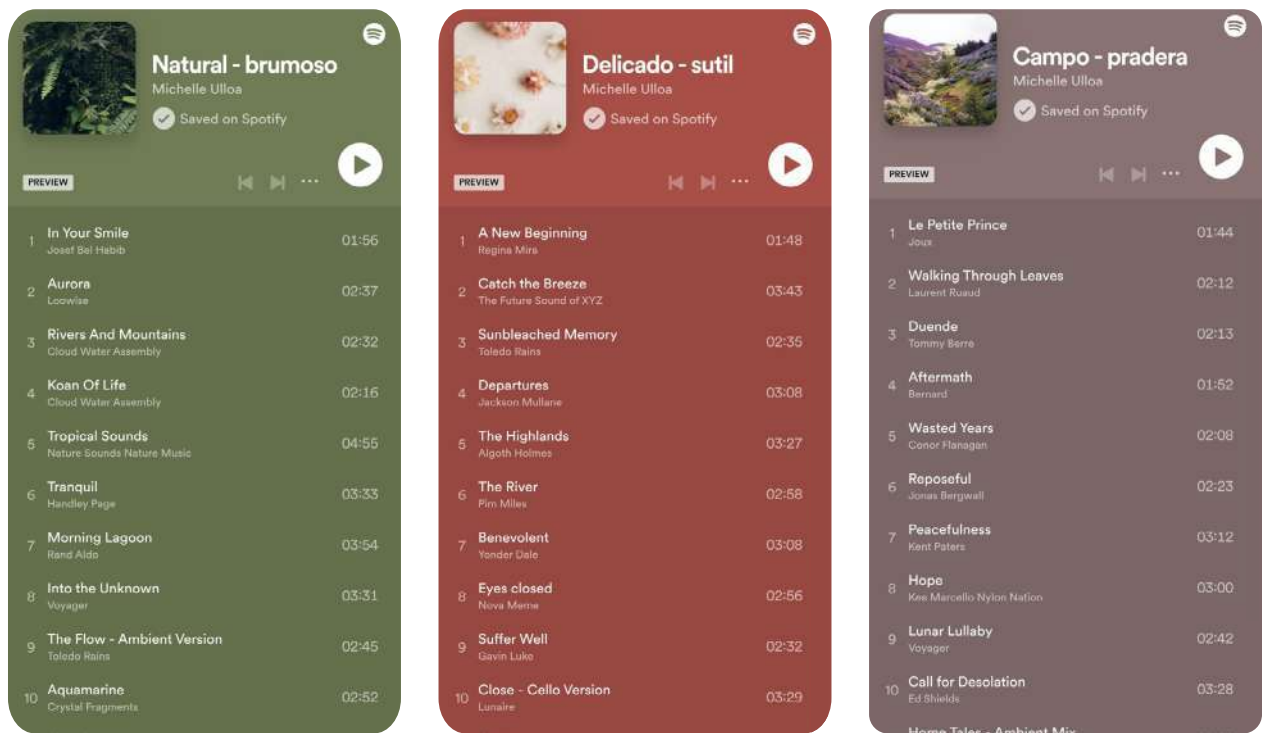 Natural - brumoso
Michelle Ulloa
Saved on Spotify
PREVIEW
1 In Your Smile 01:56
Josef Bel Habib
2 Aurora 02:37
Loowise
3 Rivers And Mountains 02:32
Cloud Water Assembly
4 Koan Of Life 02:16
Cloud Water Assembly
5 Tropical Sounds 04:55
Nature Sounds Nature Music
6 Tranquil 03:33
Handley Page
7 Morning Lagoon 03:54
Rand Aldo
8 Into the Unknown 03:31
Voyager
9 The Flow - Ambient Version 02:45
Toledo Rains
10 Aquamarine 02:52
Crystal Fragments
Delicado - sutil
Michelle Ulloa
Saved on Spotify
PREVIEW
1 A New Beginning 01:48
Regina Mira
2 Catch the Breeze 03:43
The Future Sound of XYZ
3 Sunbleached Memory 02:35
Toledo Rains
4 Departures 03:08
Jackson Mullane
5 The Highlands 03:27
Algoth Holmes
6 The River 02:58
Pim Miles
7 Benevolent 03:08
Yonder Dale
8 Eyes closed 02:56
Nova Meme
9 Suffer Well 02:32
Gavin Luke
10 Close - Cello Version 03:29
Lunaire
Campo - pradera
Michelle Ulloa
Saved on Spotify
PREVIEW
1 Le Petite Prince 01:44
Joux
2 Walking Through Leaves 02:12
Laurent Ruaud
3 Duende 02:13
Tommy Berre
4 Aftermath 01:52
Bernard
5 Wasted Years 02:08
Conor Flanagan
6 Reposeful 02:23
Jonas Bergwall
7 Peacefulness 03:12
Kent Paters
8 Hope 03:00
Kee Marcello Nylon Nation
9 Lunar Lullaby 02:42
Voyager
10 Call for Desolation 03:28
Ed Shields
Home Tales - Ambient Mix